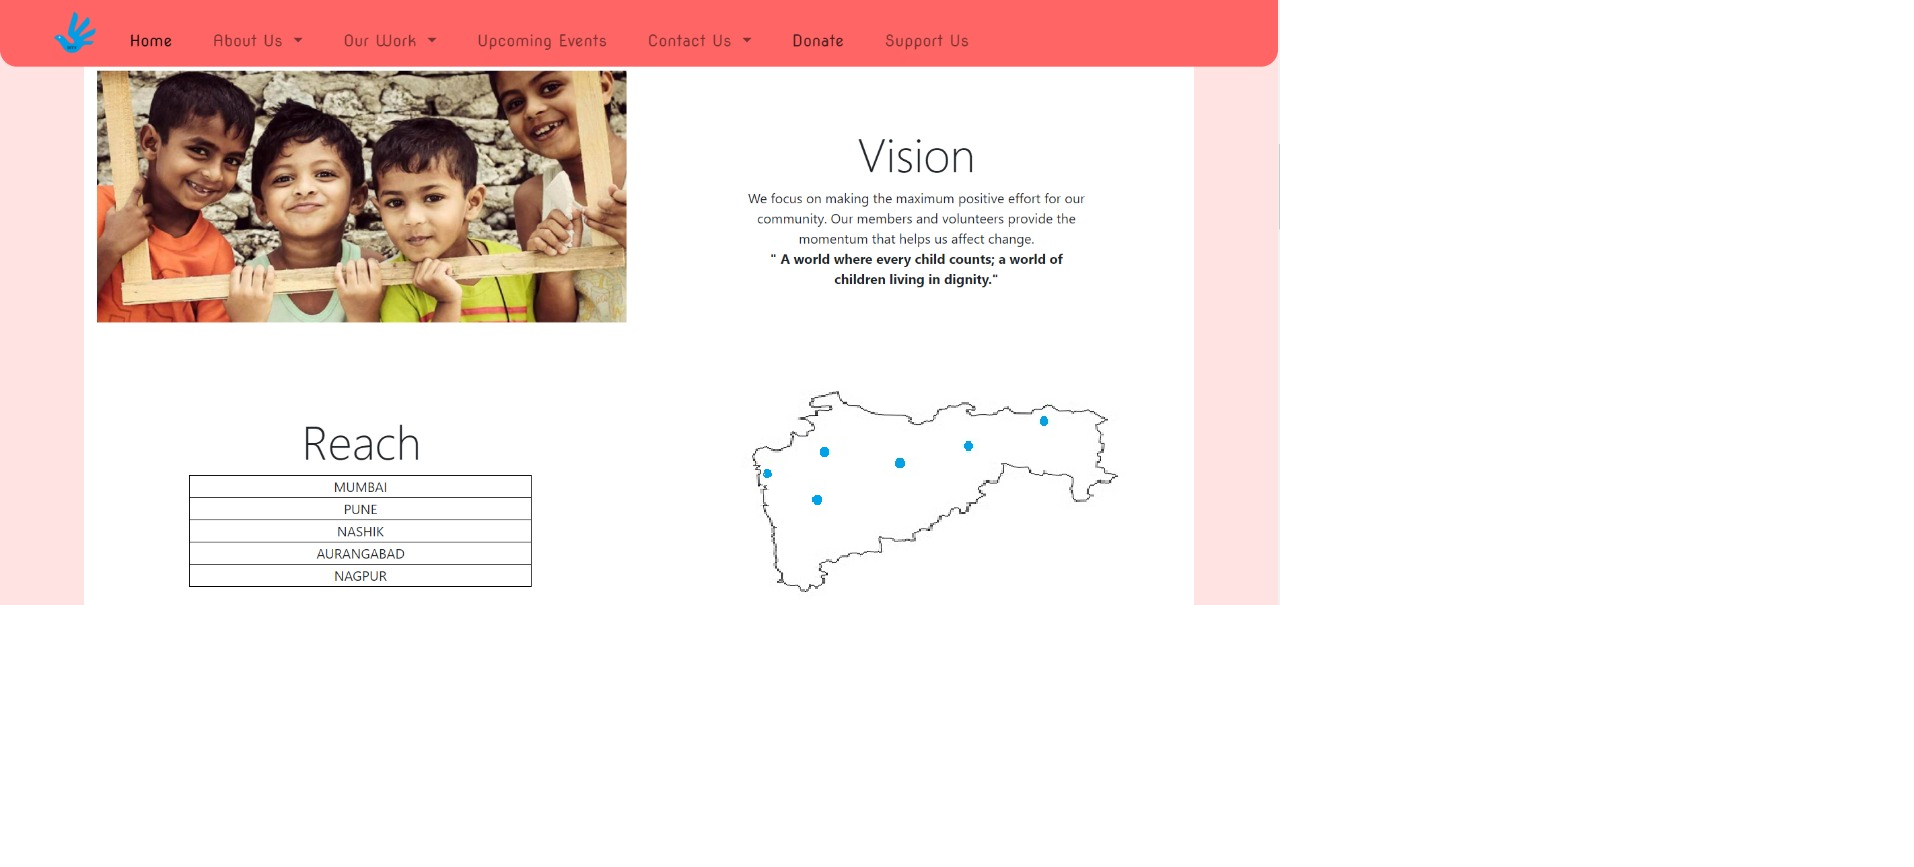 Home About Us Our Work Upcoming Events Contact Us Donate Support Us
Vision
We focus on making the maximum positive effort for our
community. Our members and volunteers provide the
momentum that helps us affect change.
" A world where every child counts; a world of
children living in dignity."
Reach
MUMBAI
PUNE
NASHIK
AURANGABAD
NAGPUR